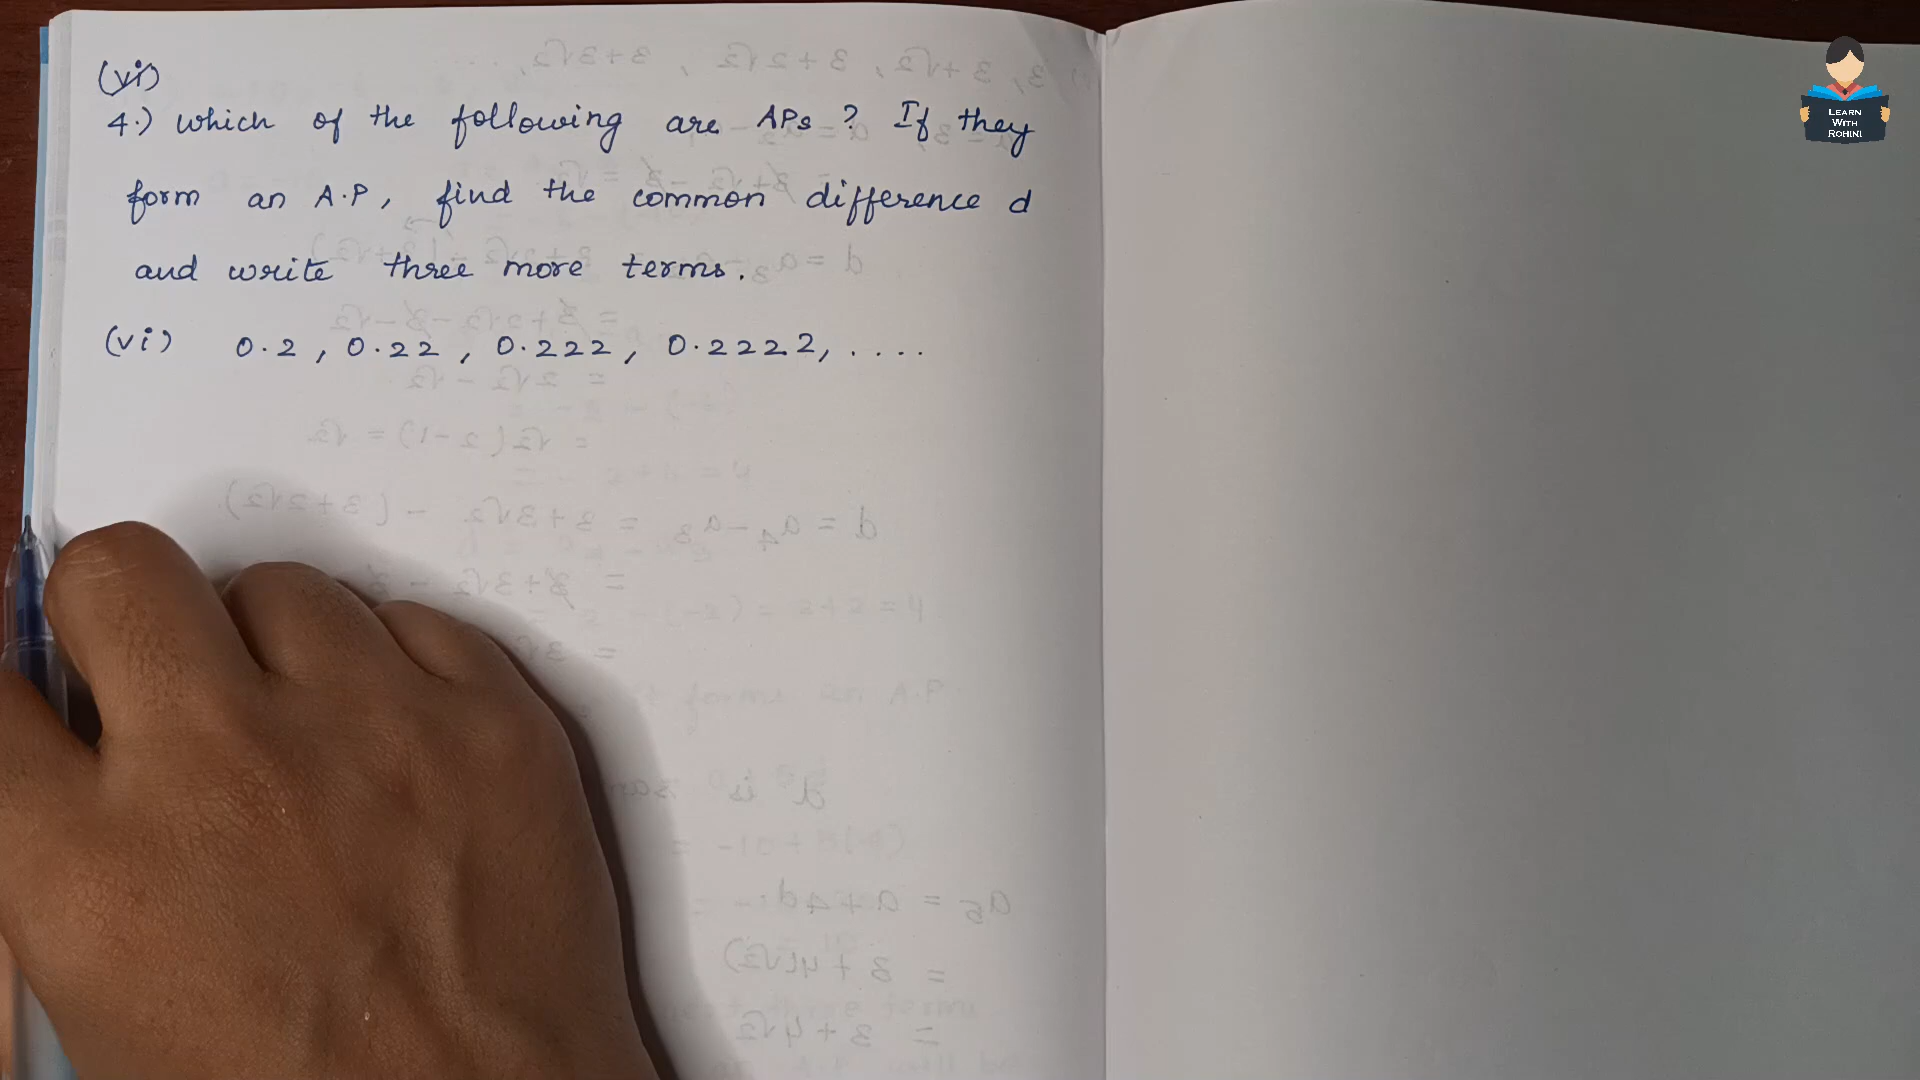 (vi)
4.) which of the following are APs ? If they
form an A.P, find the common difference d
and write three more terms.
(vi) 0.2 , 0.22 , 0.222 , 0.2222, ....
LEARN
WITH
ROHINI